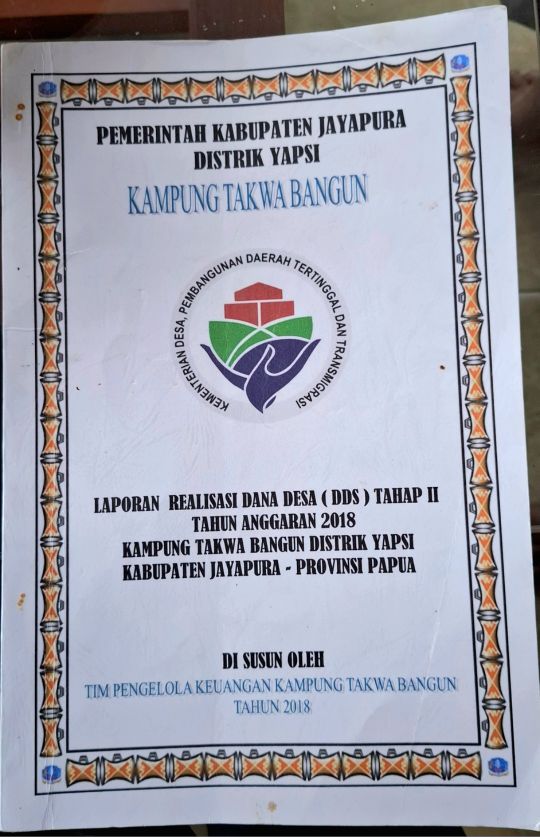 PEMERINTAH KABUPATEN JAYAPURA
DISTRIK YAPSI
KAMPUNG TAKWA BANGUN
KEMENTERIAN DESA, PEMBANGUNAN DAERAH TERTINGGAL DAN TRANSMIGRASI
LAPORAN REALISASI DANA DESA ( DDS ) TAHAP II
TAHUN ANGGARAN 2018
KAMPUNG TAKWA BANGUN DISTRIK YAPSI
KABUPATEN JAYAPURA - PROVINSI PAPUA
DI SUSUN OLEH
TIM PENGELOLA KEUANGAN KAMPUNG TAKWA BANGUN
TAHUN 2018